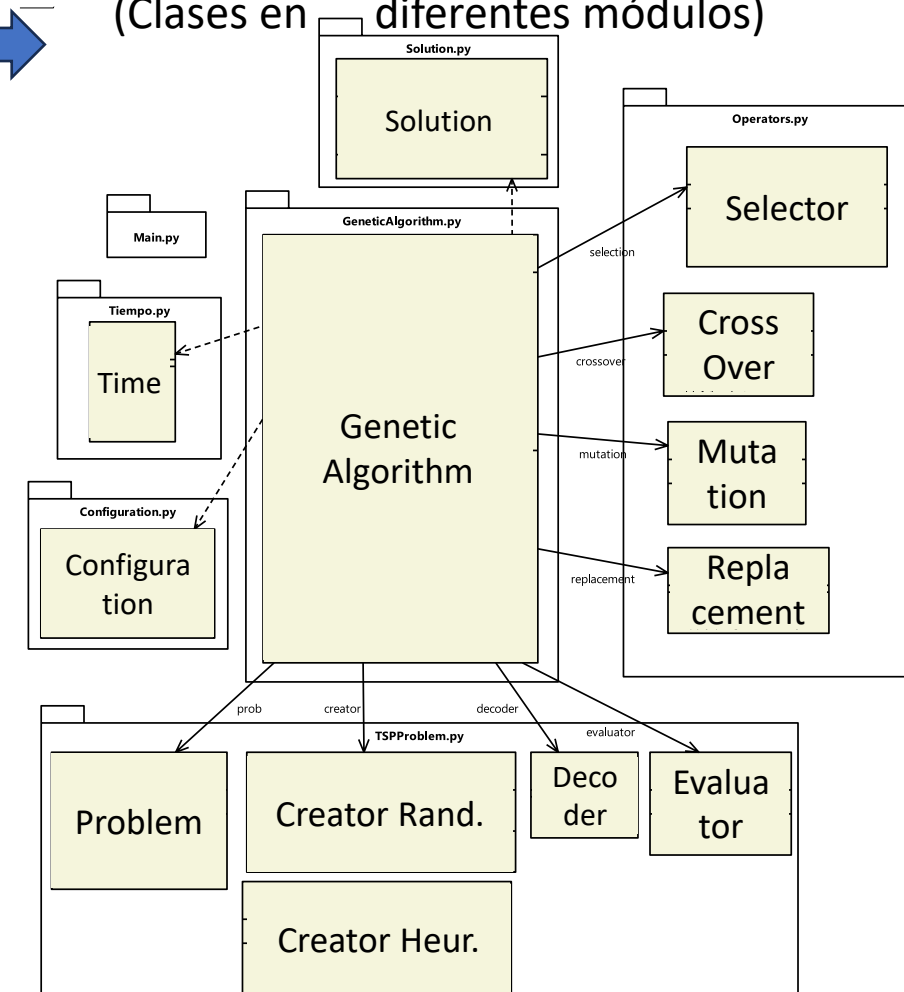 (Clases en diferentes módulos)
Solution.py
Solution
Operators.py
Selector
selection
Main.py
GeneticAlgorithm.py
Genetic
Algorithm
Tiempo.py
Time
Cross
Over
crossover
Muta
tion
mutation
Configuration.py
Configura
tion
Repla
cement
replacement
prob
creator
decoder
evaluator
TSPProblem.py
Problem
Creator Rand.
Deco
der
Evalua
tor
Creator Heur.